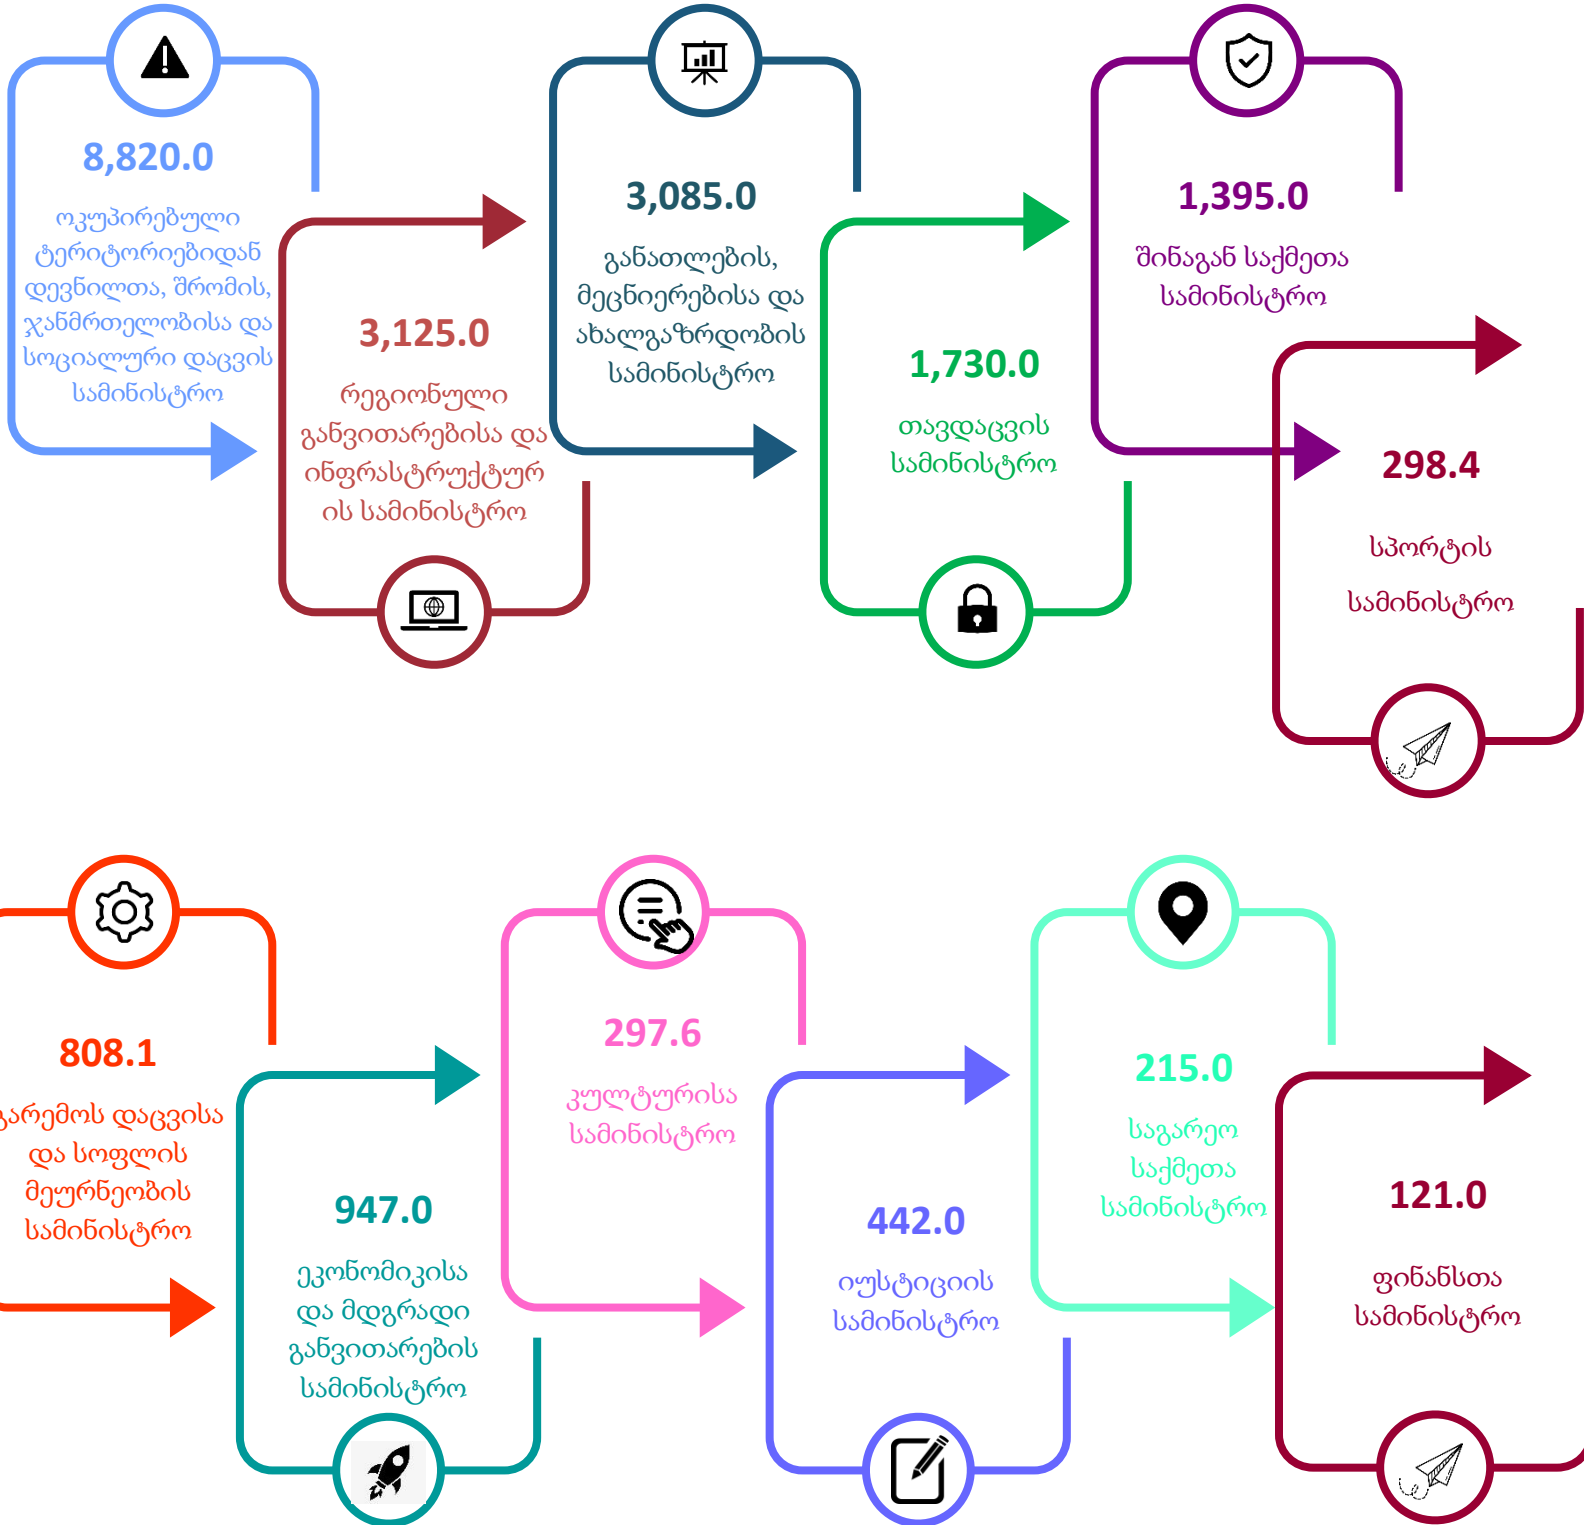 8,820.0
ოკუპირებული
ტერიტორიებიდან
დევნილთა, შრომის,
ჯანმრთელობისა და
სოციალური დაცვის
სამინისტრო
3,125.0
რეგიონული
განვითარებისა და
ინფრასტრუქტურ
ის სამინისტრო
3,085.0
განათლების,
მეცნიერებისა და
ახალგაზრდობის
სამინისტრო
1,730.0
თავდაცვის
სამინისტრო
1,395.0
შინაგან საქმეთა
სამინისტრო
298.4
სპორტის
სამინისტრო
808.1
გარემოს დაცვისა
და სოფლის
მეურნეობის
სამინისტრო
947.0
ეკონომიკისა
და მდგრადი
განვითარების
სამინისტრო
297.6
კულტურისა
სამინისტრო
442.0
იუსტიციის
სამინისტრო
215.0
საგარეო
საქმეთა
სამინისტრო
121.0
ფინანსთა
სამინისტრო